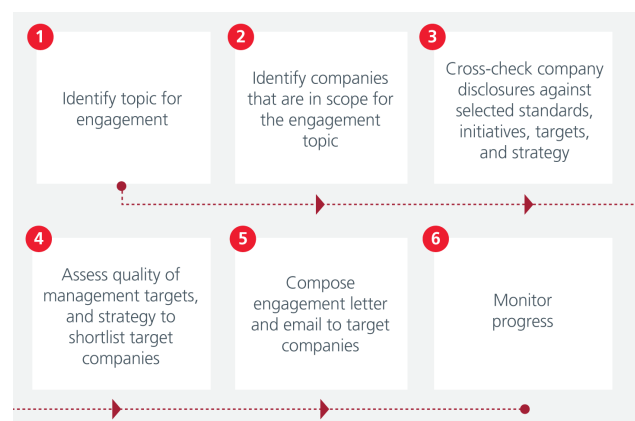 1
Identify topic for
engagement
2
Identify companies
that are in scope for
the engagement
topic
3
Cross-check company
disclosures against
selected standards,
initiatives, targets,
and strategy
4
Assess quality of
management targets,
and strategy to
shortlist target
companies
5
Compose
engagement letter
and email to target
companies
6
Monitor
progress